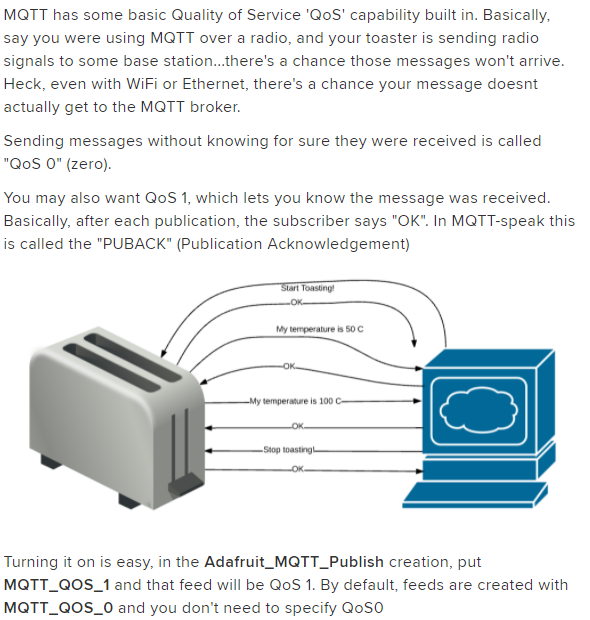 MQTT has some basic Quality of Service 'QoS' capability built in. Basically,
say you were using MQTT over a radio, and your toaster is sending radio
signals to some base station...there's a chance those messages won't arrive.
Heck, even with WiFi or Ethernet, there's a chance your message doesnt
actually get to the MQTT broker.
Sending messages without knowing for sure they were received is called
"QoS 0" (zero).
You may also want QoS 1, which lets you know the message was received.
Basically, after each publication, the subscriber says "OK". In MQTT-speak this
is called the "PUBACK" (Publication Acknowledgement)
Start Toasting!
OK
My temperature is 50 C
OK
My temperature is 100 C
OK
Stop toasting!
OK
Turning it on is easy, in the Adafruit_MQTT_Publish creation, put
MQTT_QOS_1 and that feed will be QoS 1. By default, feeds are created with
MQTT_QOS_0 and you don't need to specify QoS0